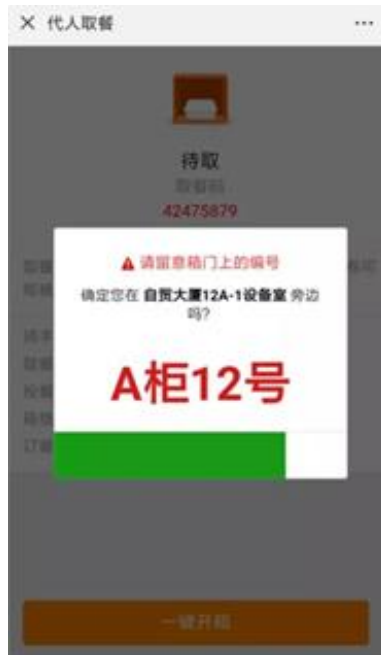 代人取餐
待取
取餐码
42475879
请留意箱门上的编号
确定您在 自贸大厦12A-1设备室 旁边
吗?
A柜12号
一键开箱